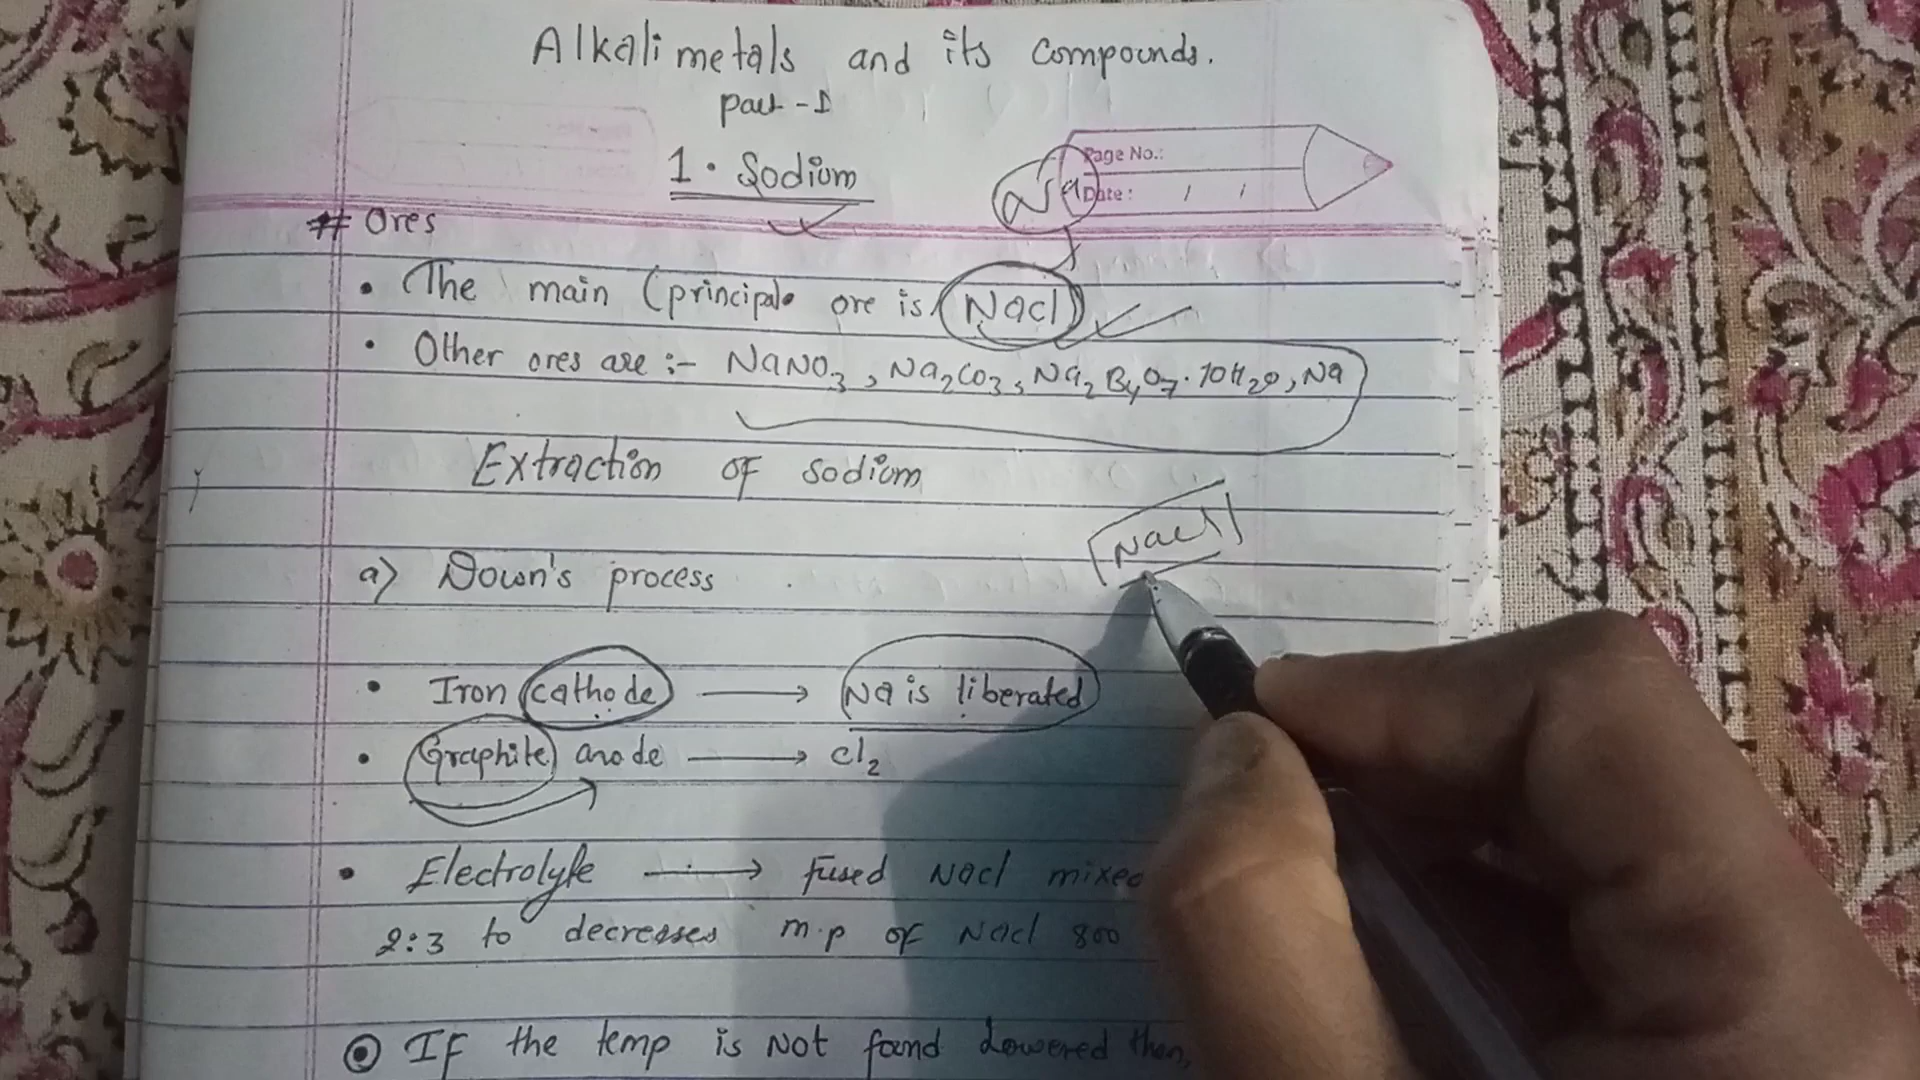 Alkali metals and its compounds.
part - I
1. Sodium
Na
Page No.:
Date: / /
# Ores
• The main (principal) ore is NaCl
• Other ores are :- NaNO3, Na2CO3, Na2B4O7·10H2O, Na
Extraction of sodium
NaCl
a) Down's process
• Iron cathode → Na is liberated
• Graphite anode → Cl2
• Electrolyte → Fused NaCl mixed
2:3 to decreases m.p of NaCl 800
IF the temp is Not found Lowered then,